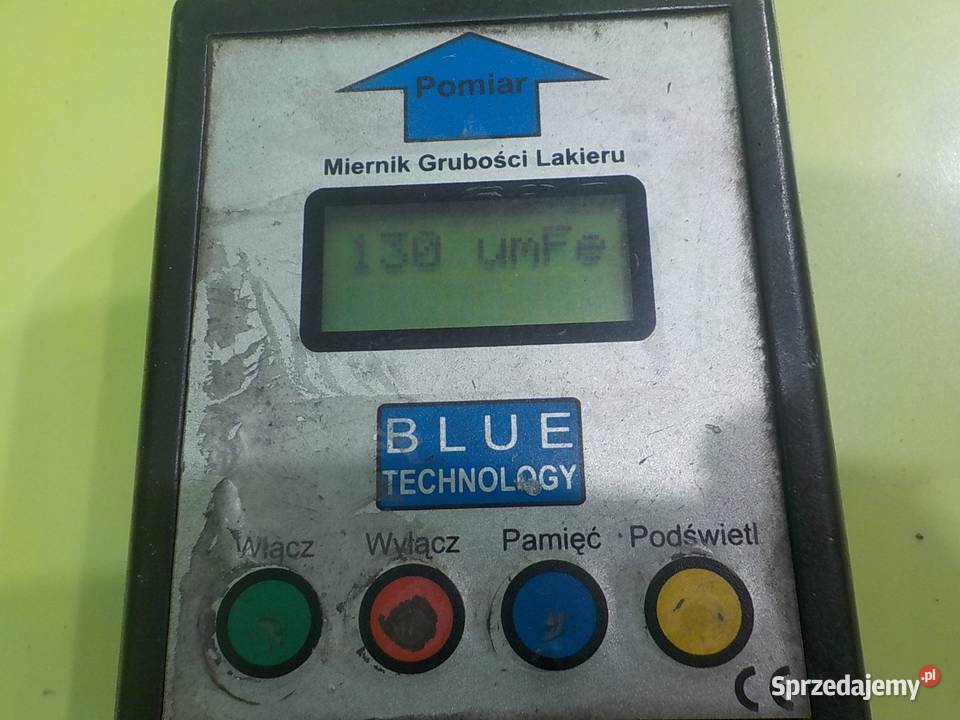 Pomiar
Miernik Grubości Lakieru
130 umFe
BLUE
TECHNOLOGY
Włącz Wyłącz Pamięć Podświetl
CE
Sprzedajemy.pl